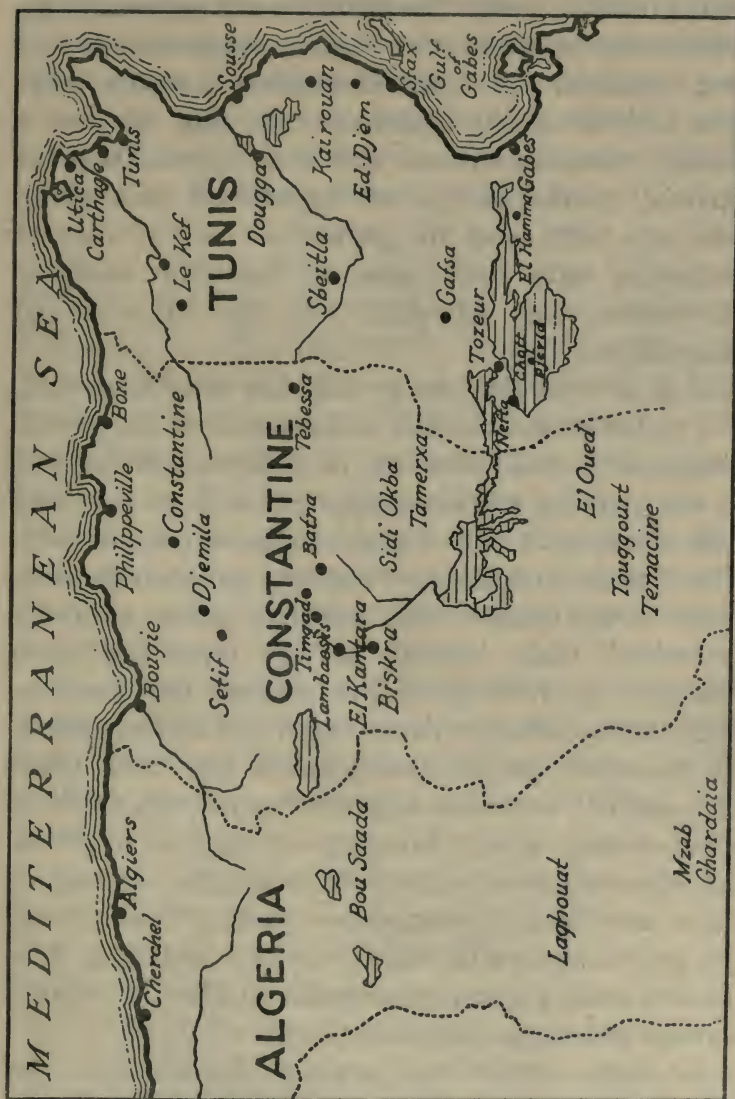 MEDITERRANEAN SEA
Cherchel
Algiers
Bougie
Philippeville
Bone
Utica
Carthage
Tunis
Setif
Djemila
Constantine
Le Kef
ALGERIA
CONSTANTINE
TUNIS
Dougga
Sousse
Kairouan
Ed-Djem
Sfax
Gulf
of
Gabes
Timgad
Batna
Tebessa
Sbeitla
Bou Saada
El Kantara
Biskra
Sidi Okba
Tamerxa
Gafsa
Tozeur
Nefta
Chott
Djerid
El Hamma
Gabes
Laghouat
El Oued
Touggourt
Temacine
Mzab
Ghardaia